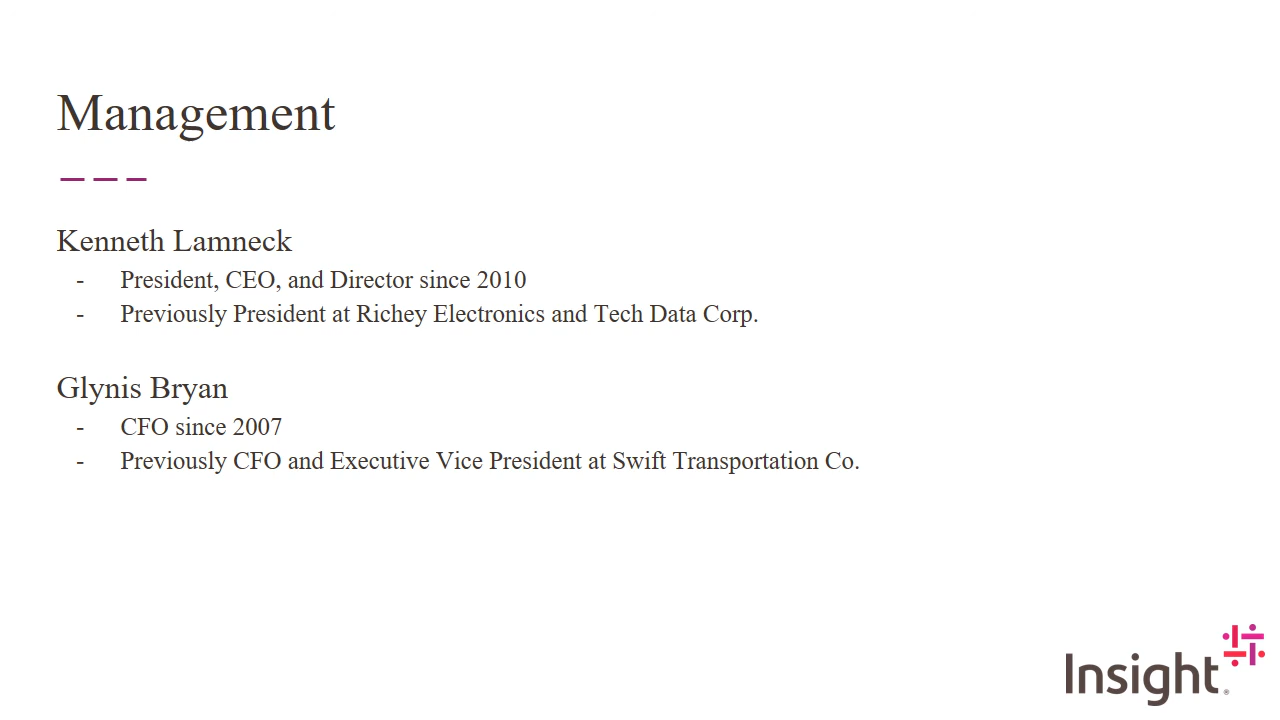 Management
Kenneth Lamneck
- President, CEO, and Director since 2010
- Previously President at Richey Electronics and Tech Data Corp.
Glynis Bryan
- CFO since 2007
- Previously CFO and Executive Vice President at Swift Transportation Co.
Insight®